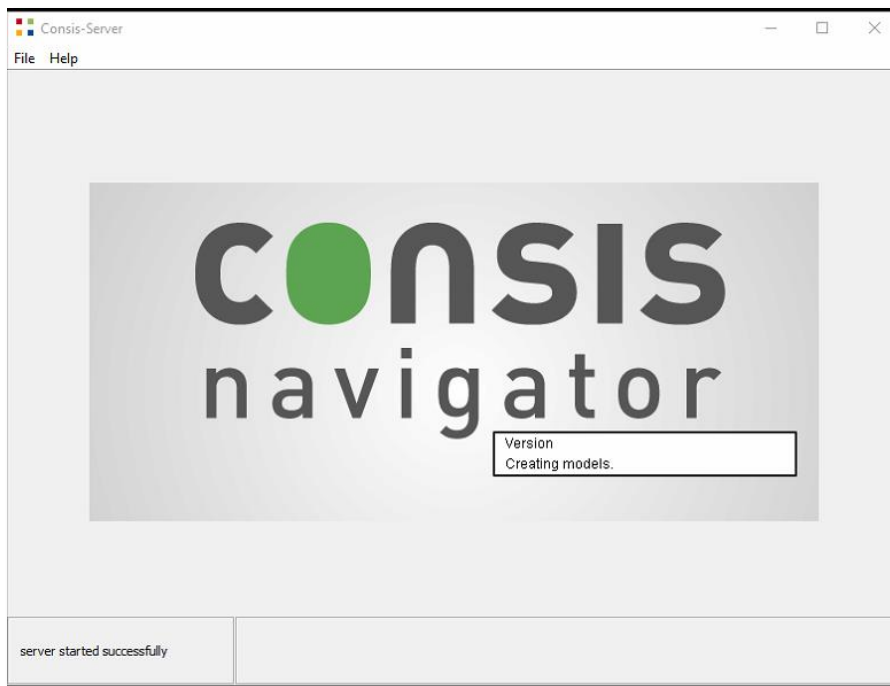 Consis-Server
File Help
consis
navigator
Version
Creating models.
server started successfully